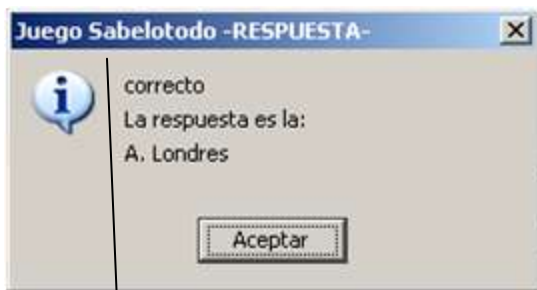 Juego Sabelotodo -RESPUESTA-
correcto
La respuesta es la:
A. Londres
Aceptar